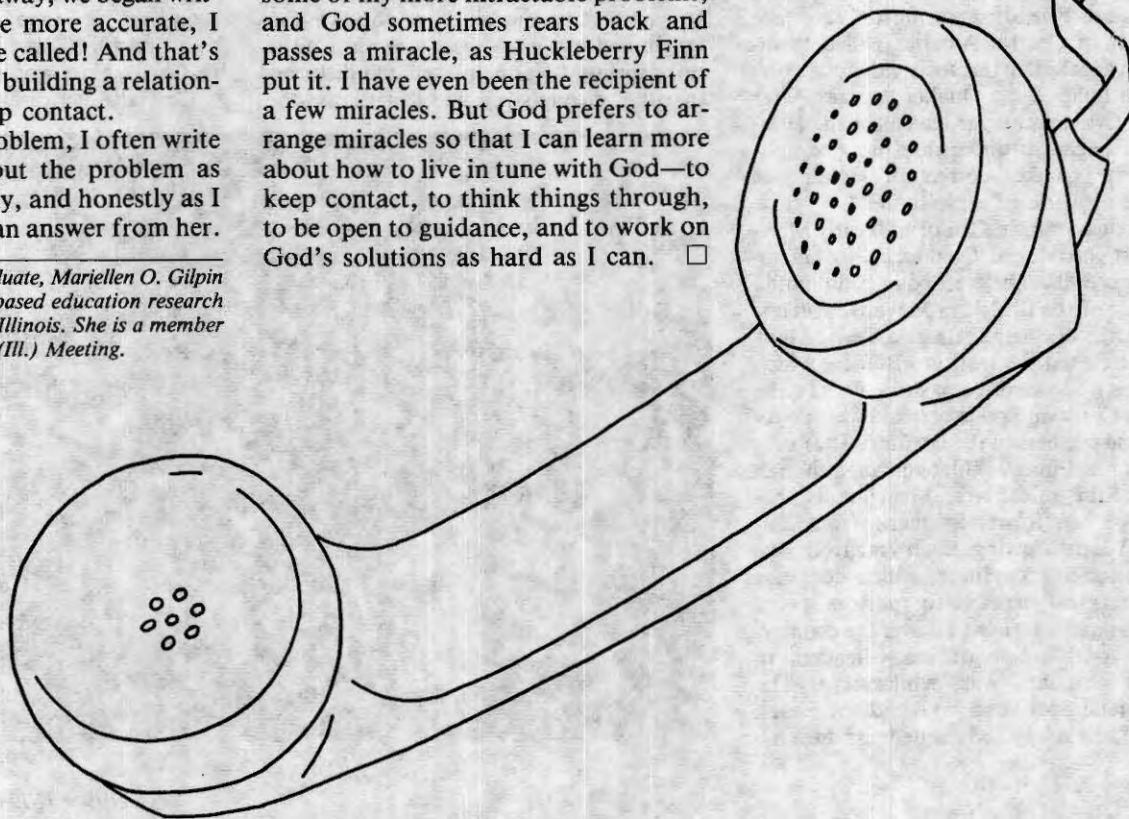 way, we began wri-
e more accurate, I
e called! And that's
building a relation-
p contact.
oblem, I often write
out the problem as
y, and honestly as I
an answer from her.
luate, Mariellen O. Gilpin
based education research
Illinois. She is a member
(Ill.) Meeting.
and God sometimes rears back and
passes a miracle, as Huckleberry Finn
put it. I have even been the recipient of
a few miracles. But God prefers to ar-
range miracles so that I can learn more
about how to live in tune with God—to
keep contact, to think things through,
to be open to guidance, and to work on
God's solutions as hard as I can. □